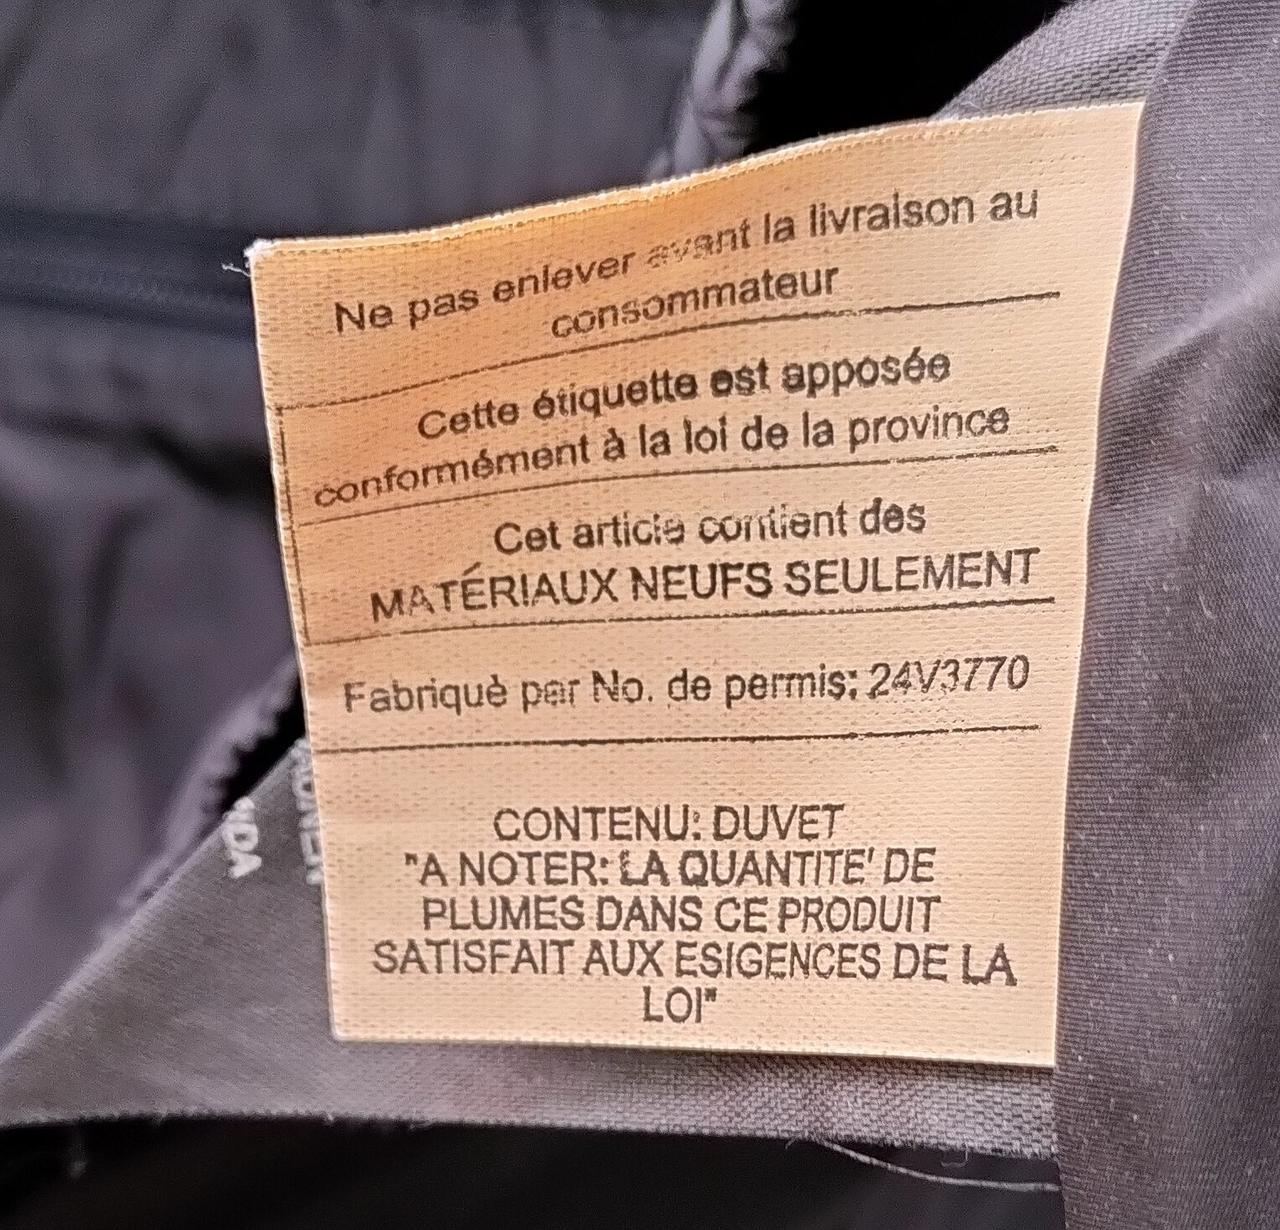 Ne pas enlever avant la livraison au
consommateur
Cette étiquette est apposée
conformément à la loi de la province
Cet article contient des
MATÉRIAUX NEUFS SEULEMENT
Fabriquè par No. de permis: 24V3770
CONTENU: DUVET
"A NOTER: LA QUANTITE' DE
PLUMES DANS CE PRODUIT
SATISFAIT AUX ESIGENCES DE LA
LOI"